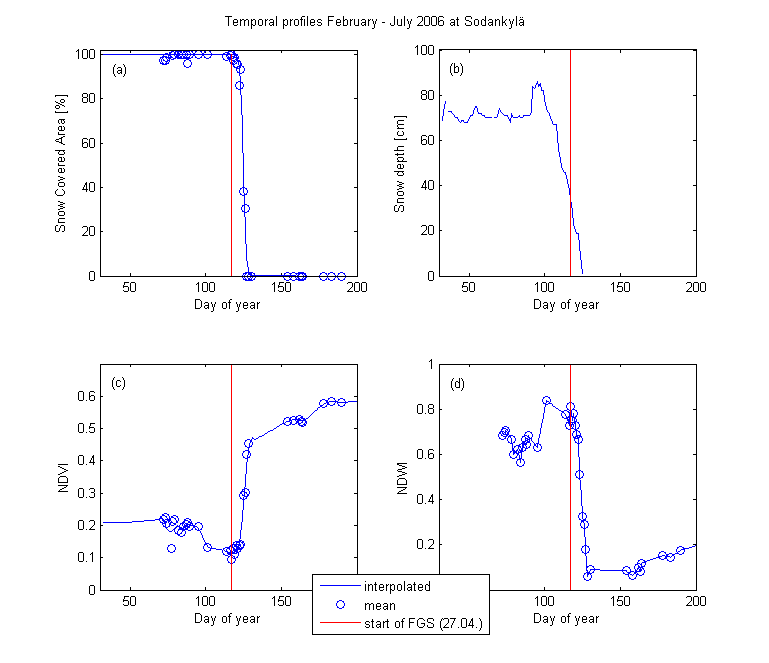 Temporal profiles February - July 2006 at Sodankylä
(a)
100
80
60
40
20
0
Snow Covered Area [%]
50
100
150
200
Day of year
(b)
100
80
60
40
20
0
Snow depth [cm]
50
100
150
200
Day of year
(c)
0.6
0.5
0.4
0.3
0.2
0.1
0
NDVI
50
100
150
200
Day of year
(d)
1
0.8
0.6
0.4
0.2
NDWI
50
100
150
200
Day of year
interpolated
mean
start of FGS (27.04.)